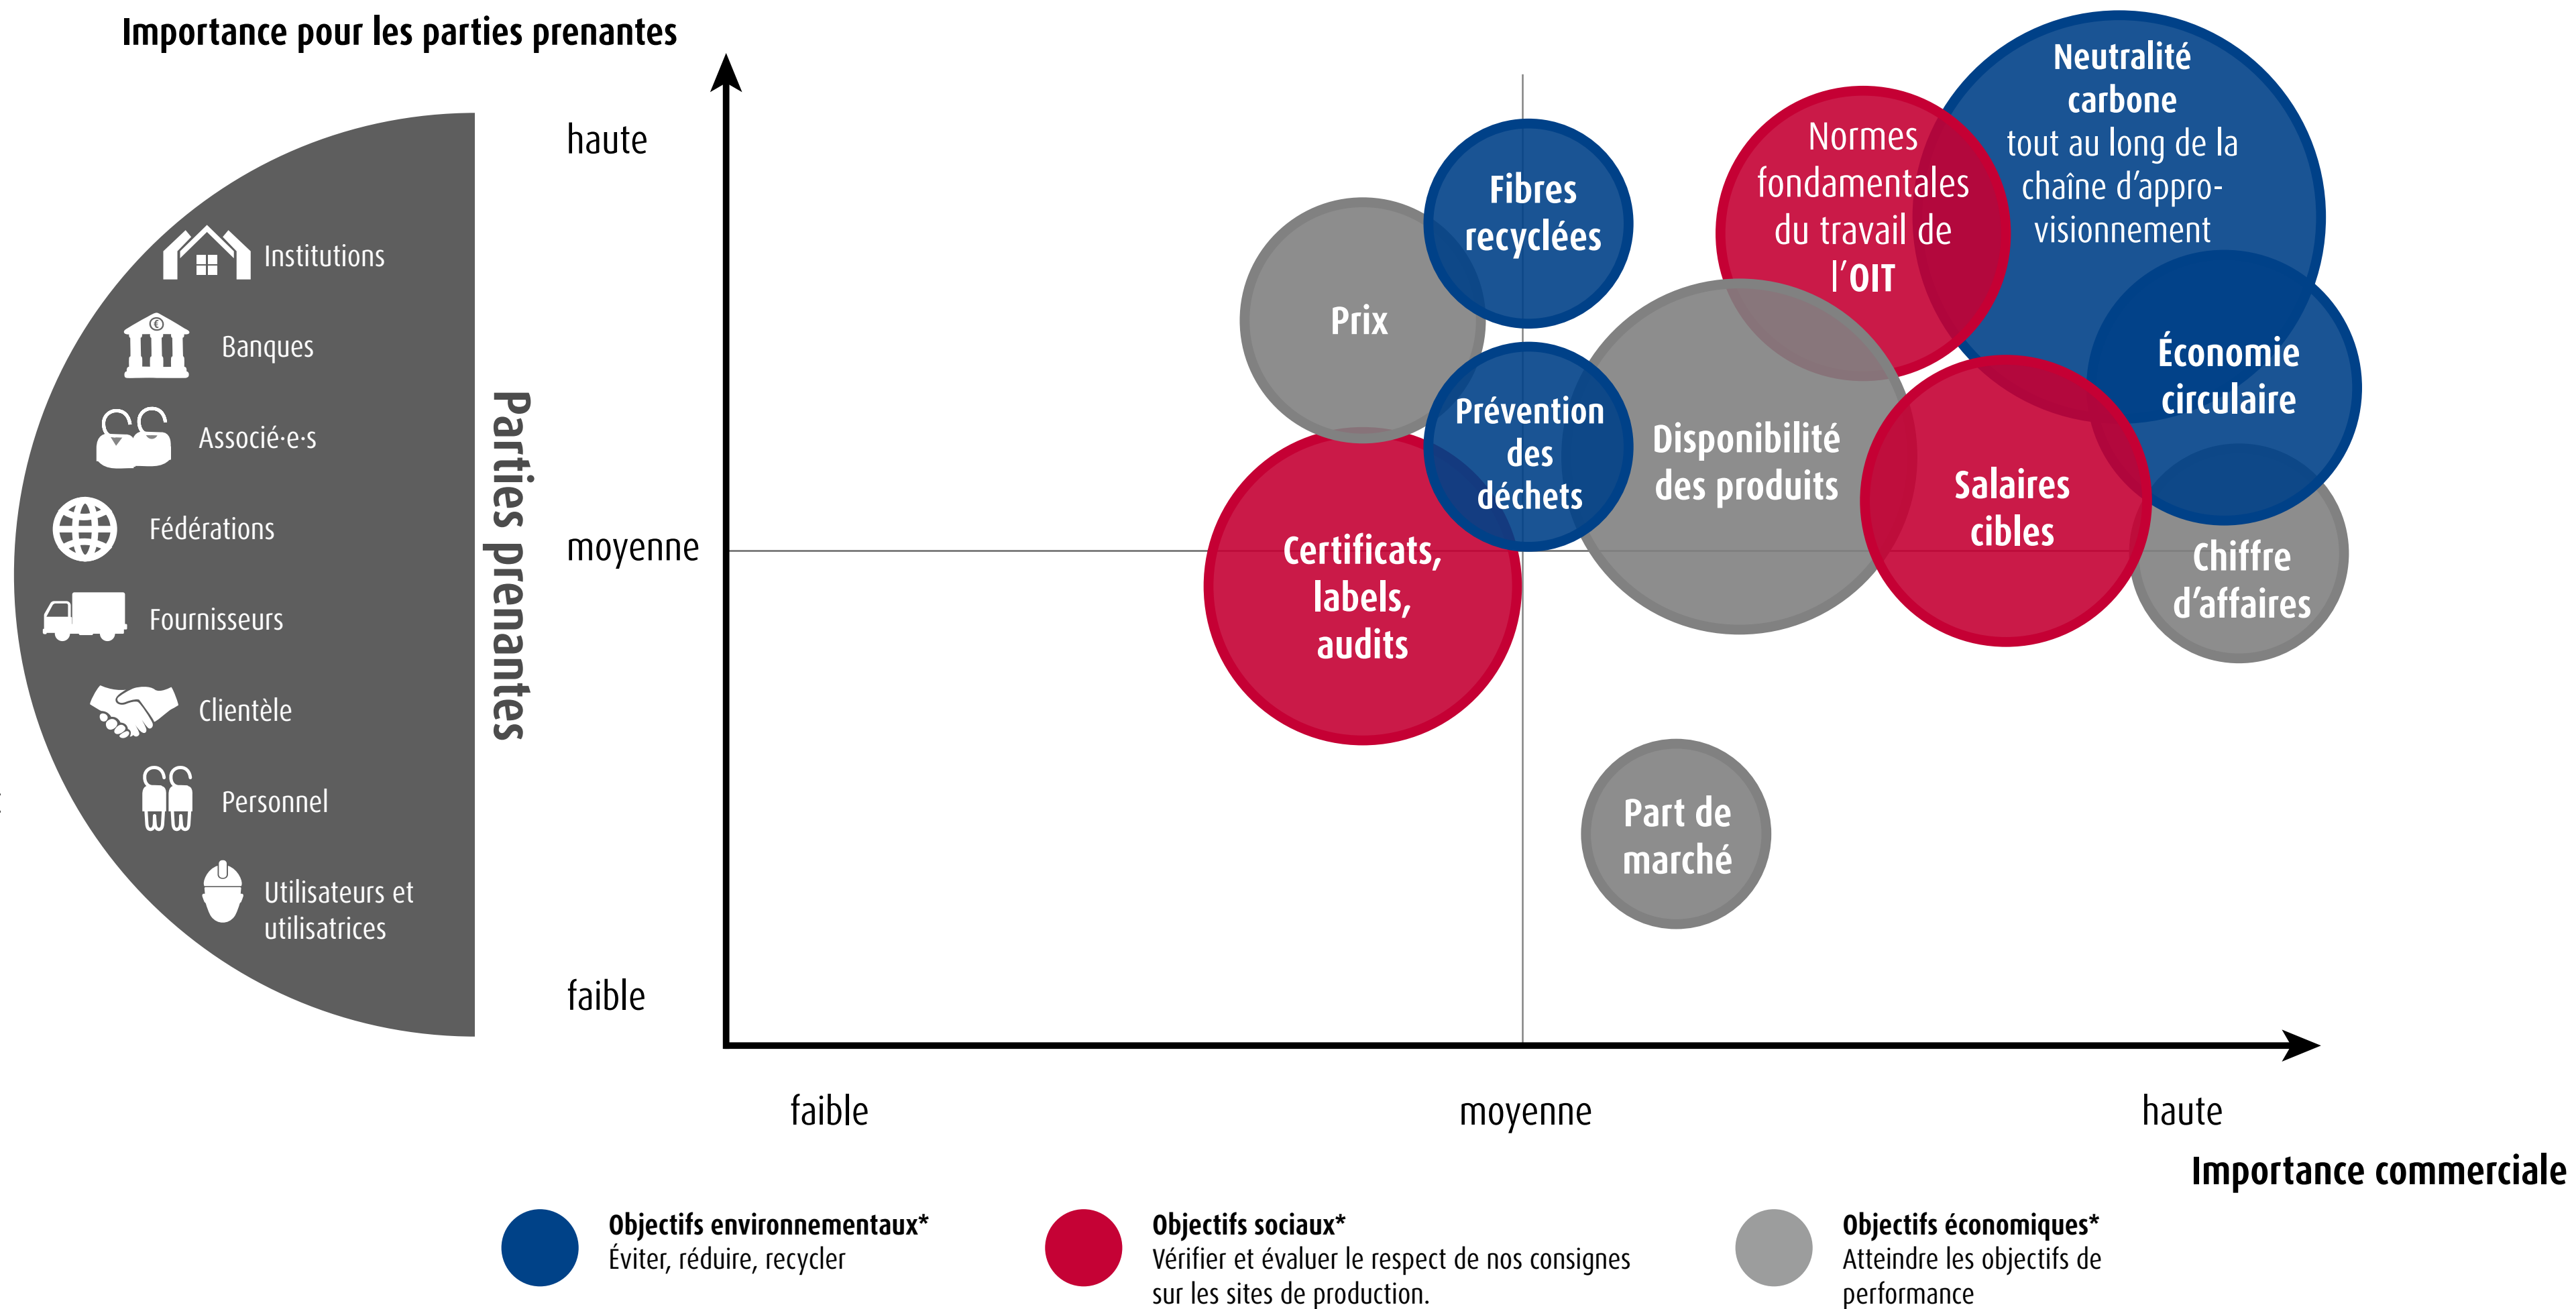 Importance pour les parties prenantes
haute
moyenne
faible
Institutions
Banques
Associé·e·s
Fédérations
Fournisseurs
Clientèle
Personnel
Utilisateurs et
utilisatrices
Parties prenantes
Neutralité
carbone
tout au long de la
chaîne d’appro-
visionnement
Normes
fondamentales
du travail de
l’OIT
Fibres
recyclées
Prix
Économie
circulaire
Prévention
des
déchets
Disponibilité
des produits
Salaires
cibles
Certificats,
labels,
audits
Chiffre
d’affaires
Part de
marché
faible
moyenne
haute
Importance commerciale
Objectifs environnementaux*
Éviter, réduire, recycler
Objectifs sociaux*
Vérifier et évaluer le respect de nos consignes
sur les sites de production.
Objectifs économiques*
Atteindre les objectifs de
performance